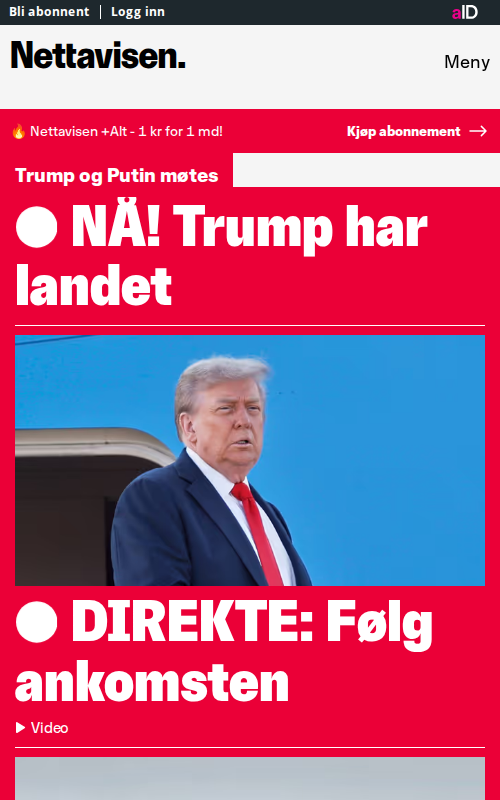 Bli abonnent | Logg inn
aID
Nettavisen.
Meny
🔥 Nettavisen +Alt - 1 kr for 1 md!
Kjøp abonnement →
Trump og Putin møtes
● NÅ! Trump har
landet
● DIREKTE: Følg
ankomsten
Video